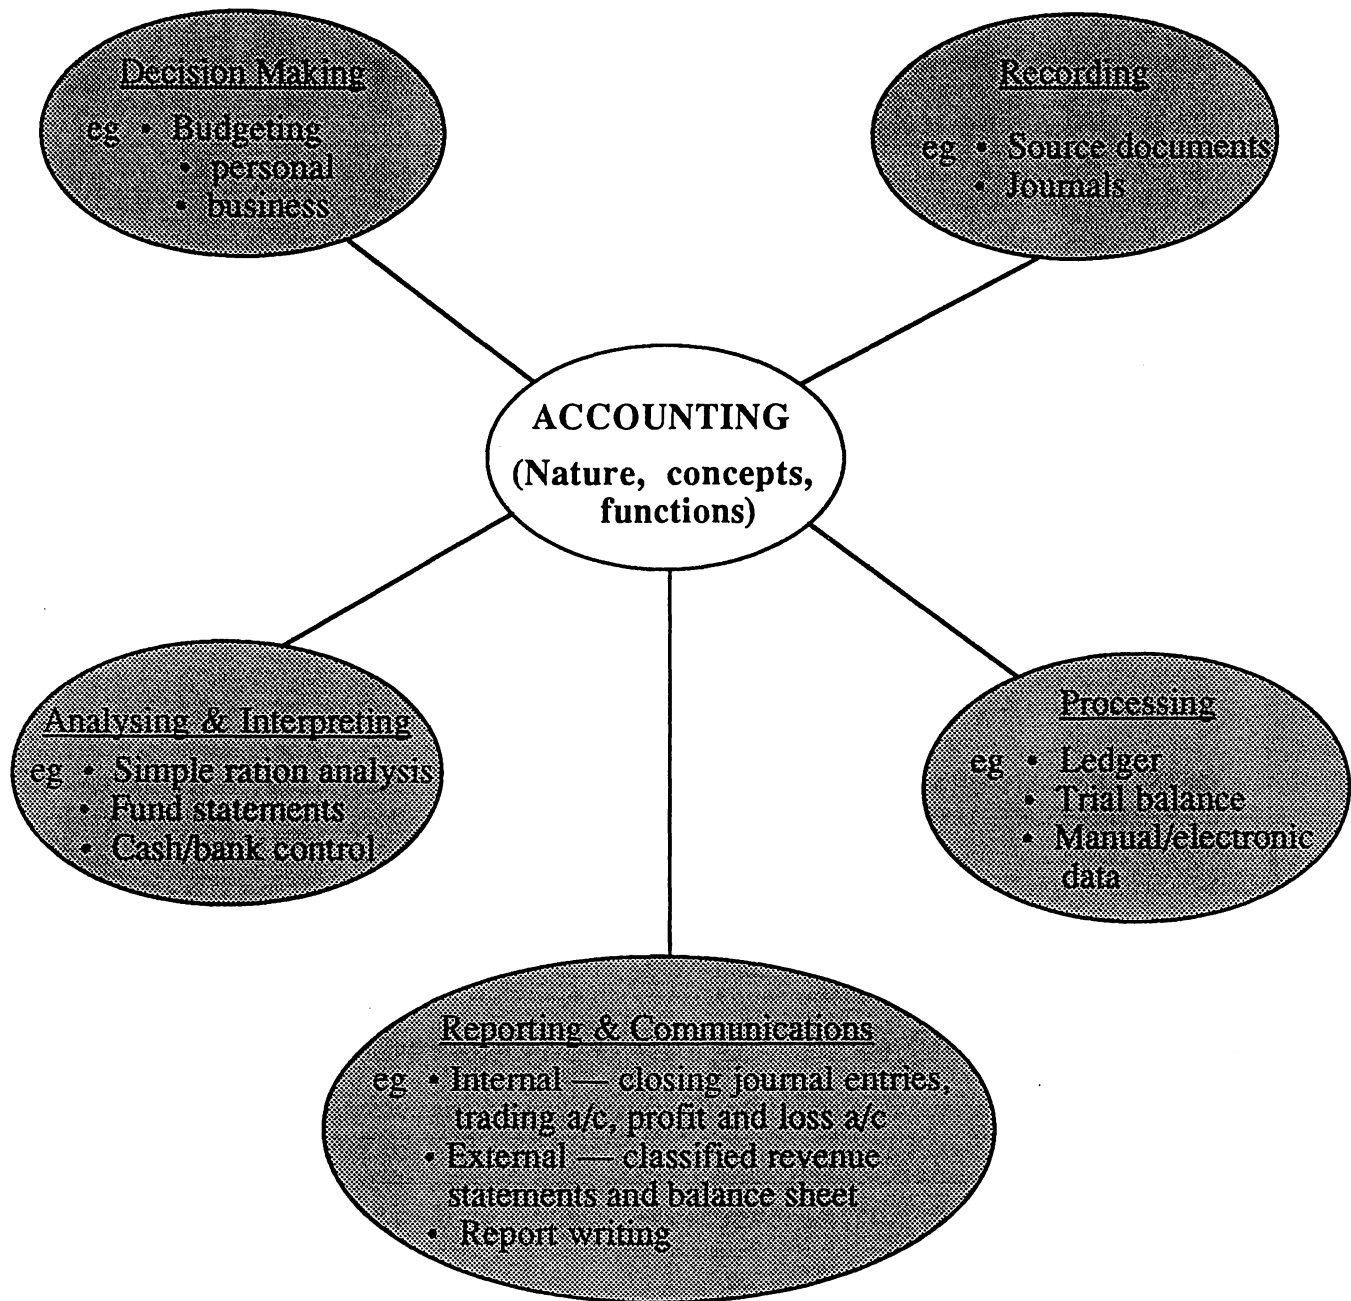 Decision Making
eg • Budgeting
• personal
• business
Recording
eg • Source documents
• Journals
ACCOUNTING
(Nature, concepts,
functions)
Analysing & Interpreting
eg • Simple ration analysis
• Fund statements
• Cash/bank control
Processing
eg • Ledger
• Trial balance
• Manual/electronic
data
Reporting & Communications
eg • Internal — closing journal entries,
trading a/c, profit and loss a/c
• External — classified revenue
statements and balance sheet
• Report writing